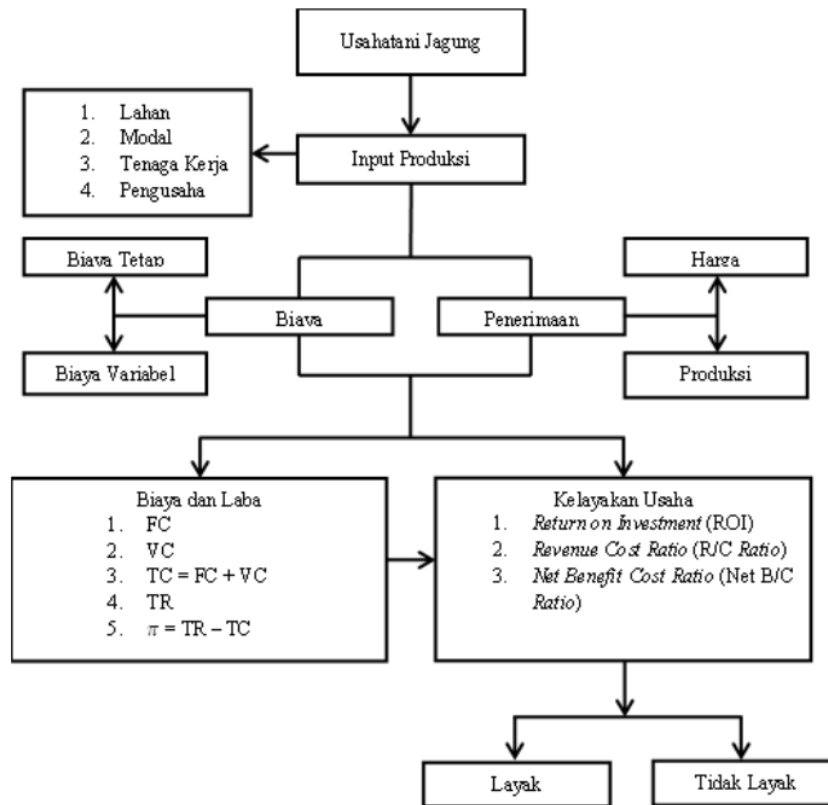 Usahatani Jagung
1. Lahan
2. Modal
3. Tenaga Kerja
4. Pengusaha
Input Produksi
Biaya Tetap
Harga
Biaya
Penerimaan
Biaya Variabel
Produksi
Biaya dan Laba
1. FC
2. VC
3. TC = FC + VC
4. TR
5. π = TR – TC
Kelayakan Usaha
1. Return on Investment (ROI)
2. Revenue Cost Ratio (R/C Ratio)
3. Net Benefit Cost Ratio (Net B/C
Ratio)
Layak
Tidak Layak